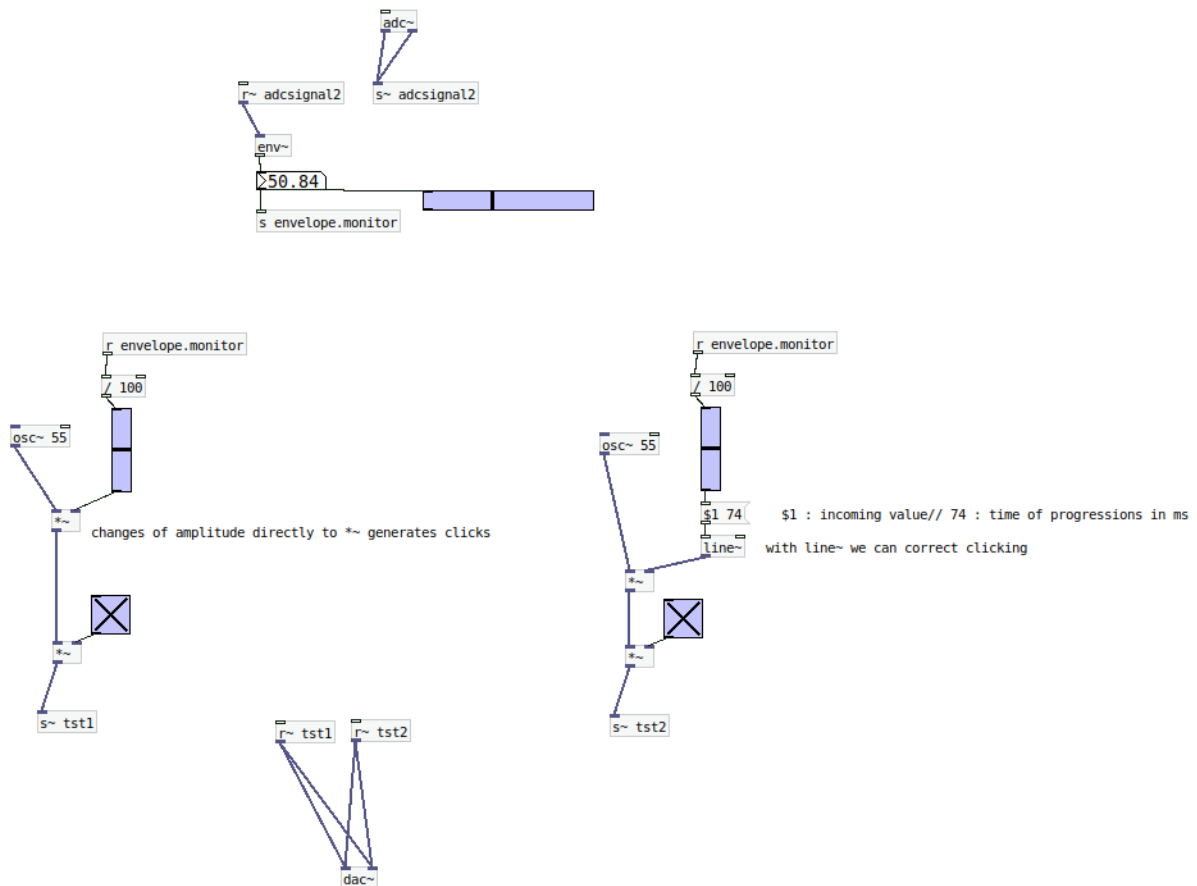 adc~
r~ adcsignal2
s~ adcsignal2
env~
50.84
s envelope.monitor
r envelope.monitor
/ 100
osc~ 55
*~
changes of amplitude directly to *~ generates clicks
*~
s~ tst1
r envelope.monitor
/ 100
osc~ 55
$1 74
$1 : incoming value// 74 : time of progressions in ms
line~
with line~ we can correct clicking
*~
*~
s~ tst2
r~ tst1
r~ tst2
dac~